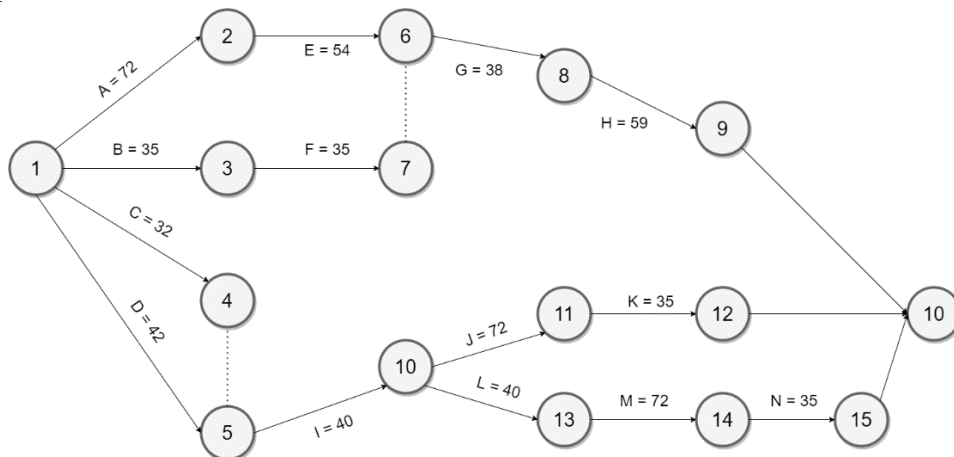 2
E = 54
6
G = 38
8
A = 72
H = 59
9
1
B = 35
3
F = 35
7
C = 32
4
D = 42
5
I = 40
10
J = 72
11
K = 35
12
10
L = 40
13
M = 72
14
N = 35
15